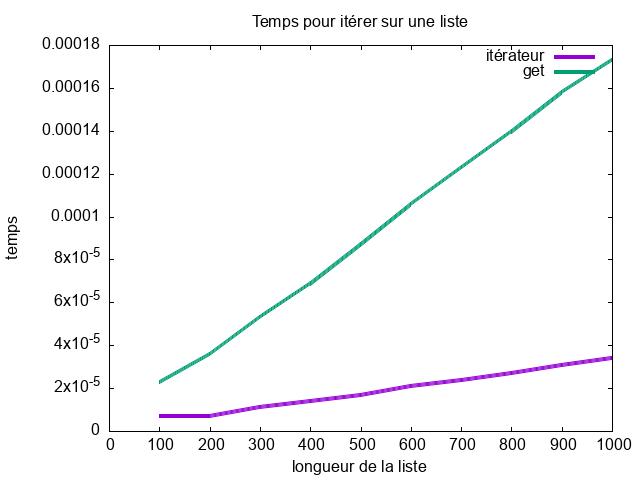 Temps pour itérer sur une liste
0.00018
0.00016
0.00014
0.00012
0.0001
8x10-5
6x10-5
4x10-5
2x10-5
0
temps
itérateur
get
0 100 200 300 400 500 600 700 800 900 1000
longueur de la liste